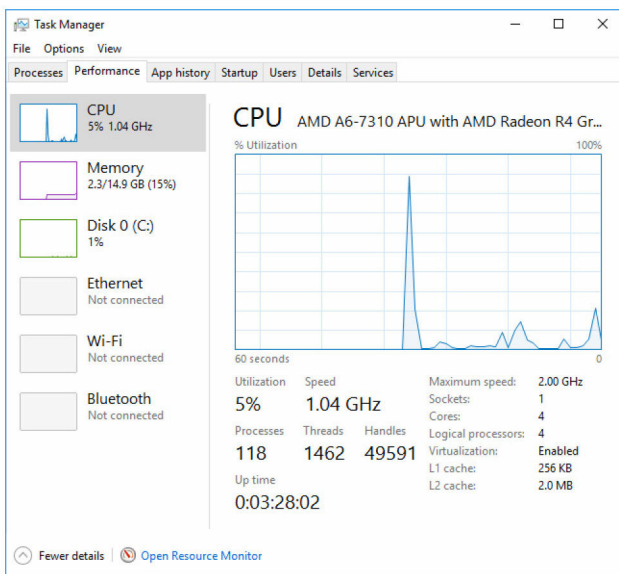 Task Manager
File Options View
Processes Performance App history Startup Users Details Services
CPU
5% 1.04 GHz
Memory
2.3/14.9 GB (15%)
Disk 0 (C:)
1%
Ethernet
Not connected
Wi-Fi
Not connected
Bluetooth
Not connected
CPU AMD A6-7310 APU with AMD Radeon R4 Gr...
% Utilization 100%
60 seconds 0
Utilization Speed
5% 1.04 GHz
Processes Threads Handles
118 1462 49591
Up time
0:03:28:02
Maximum speed: 2.00 GHz
Sockets: 1
Cores: 4
Logical processors: 4
Virtualization: Enabled
L1 cache: 256 KB
L2 cache: 2.0 MB
Fewer details Open Resource Monitor